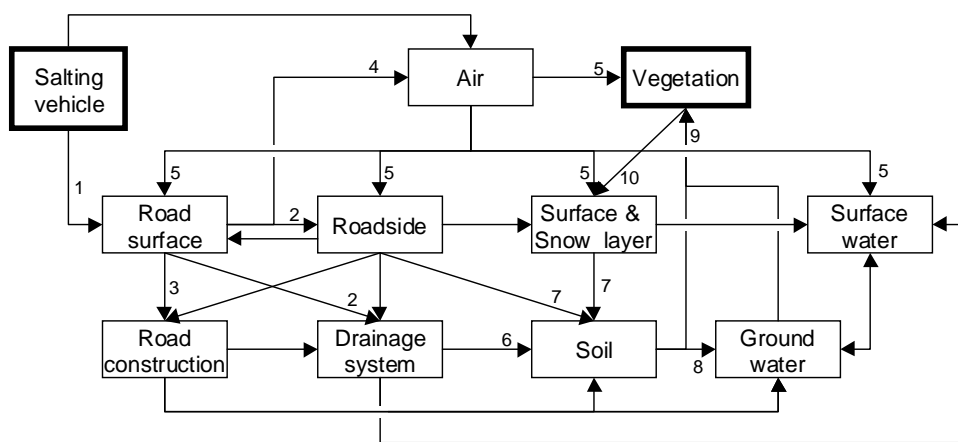 Salting
vehicle
4
Air
5
Vegetation
9
1
5
5
5
10
5
Road
surface
2
Roadside
Surface &
Snow layer
Surface
water
3
2
7
7
Road
construction
Drainage
system
6
Soil
8
Ground
water